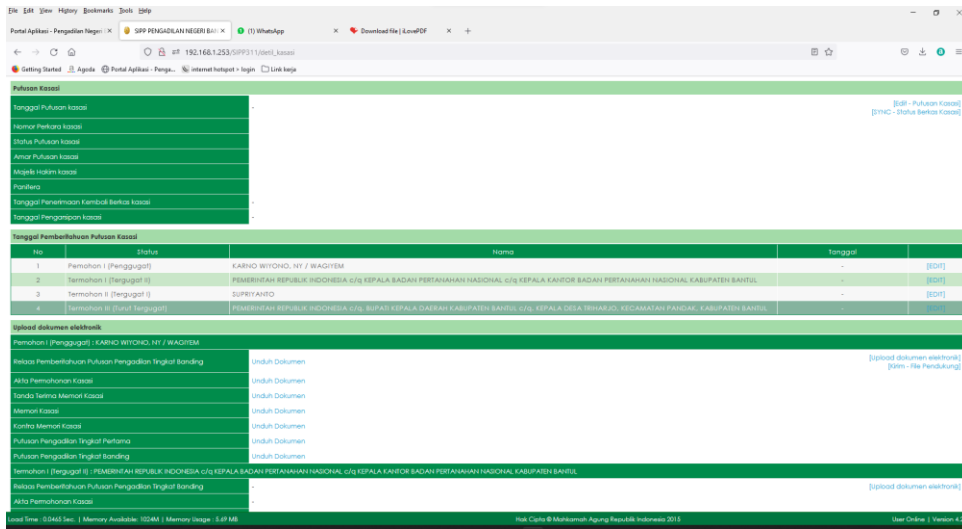 File Edit View History Bookmarks Tools Help
Portal Aplikasi - Pengadilan Negeri SIPP PENGADILAN NEGERI BAN (1) WhatsApp Download file | iLovePDF
192.168.1.253/SIPP311/detil_kasasi
Getting Started Agoda Portal Aplikasi - Penga... internet hotspot > login Link kerja
Putusan Kasasi
Tanggal Putusan kasasi - [Edit - Putusan Kasasi]
[SYNC - Status Berkas Kasasi]
Nomor Perkara kasasi
Status Putusan kasasi
Amar Putusan kasasi
Majelis Hakim kasasi
Panitera
Tanggal Penerimaan Kembali Berkas kasasi -
Tanggal Pengarsipan kasasi -
Tanggal Pemberitahuan Putusan Kasasi
No Status Nama Tanggal
1 Pemohon I (Penggugat) KARNO WIYONO, NY / WAGIYEM - [EDIT]
2 Termohon I (Tergugat II) PEMERINTAH REPUBLIK INDONESIA c/q KEPALA BADAN PERTANAHAN NASIONAL c/q KEPALA KANTOR BADAN PERTANAHAN NASIONAL KABUPATEN BANTUL - [EDIT]
3 Termohon II (Tergugat I) SUPRIYANTO - [EDIT]
4 Termohon III (Turut Tergugat) PEMERINTAH REPUBLIK INDONESIA c/q, BUPATI KEPALA DAERAH KABUPATEN BANTUL c/q, KEPALA DESA TRIHARJO, KECAMATAN PANDAK, KABUPATEN BANTUL - [EDIT]
Upload dokumen elektronik
Pemohon I (Penggugat) : KARNO WIYONO, NY / WAGIYEM
Relaas Pemberitahuan Putusan Pengadilan Tingkat Banding Unduh Dokumen [Upload dokumen elektronik]
[Kirim - File Pendukung]
Akta Permohonan Kasasi Unduh Dokumen
Tanda Terima Memori Kasasi Unduh Dokumen
Memori Kasasi Unduh Dokumen
Kontra Memori Kasasi Unduh Dokumen
Putusan Pengadilan Tingkat Pertama Unduh Dokumen
Putusan Pengadilan Tingkat Banding Unduh Dokumen
Termohon I (Tergugat II) : PEMERINTAH REPUBLIK INDONESIA c/q KEPALA BADAN PERTANAHAN NASIONAL c/q KEPALA KANTOR BADAN PERTANAHAN NASIONAL KABUPATEN BANTUL
Relaas Pemberitahuan Putusan Pengadilan Tingkat Banding - [Upload dokumen elektronik]
Akta Permohonan Kasasi -
Load Time : 0.0465 Sec. | Memory Available: 1024M | Memory Usage : 5.69 MB Hak Cipta © Mahkamah Agung Republik Indonesia 2015 User Online | Version 4.